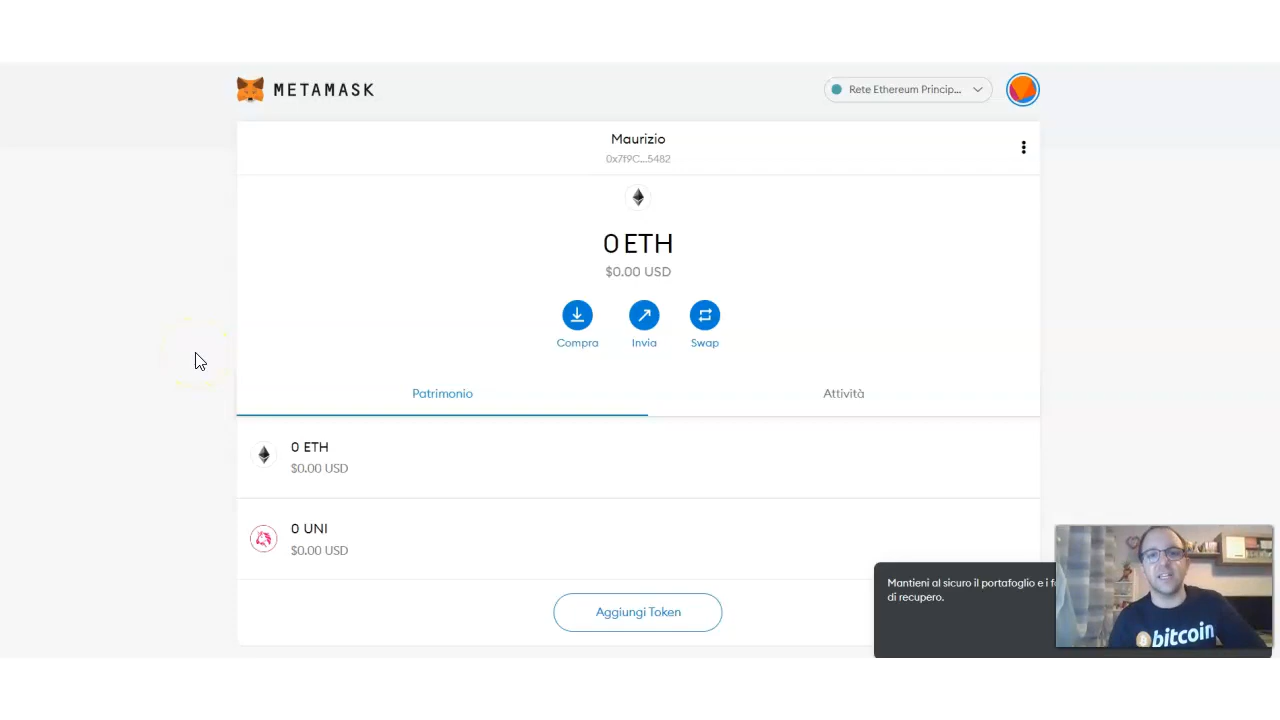 METAMASK
Rete Ethereum Princip...
Maurizio
0x7f9C...5482
0 ETH
$0.00 USD
Compra
Invia
Swap
Patrimonio
Attività
0 ETH
$0.00 USD
0 UNI
$0.00 USD
Mantieni al sicuro il portafoglio e i f
di recupero.
Aggiungi Token
bitcoin